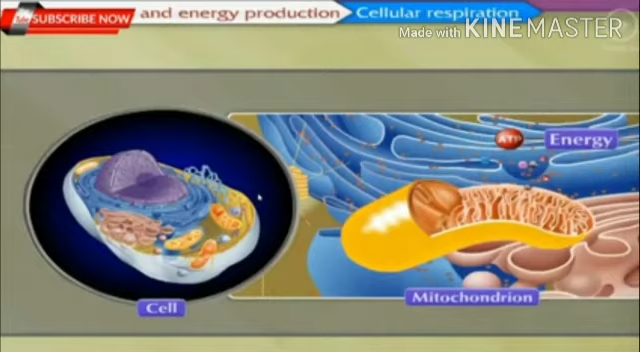 SUBSCRIBE NOW
and energy production
Cellular respiration
Made with KINEMASTER
ATP
Energy
Cell
Mitochondrion